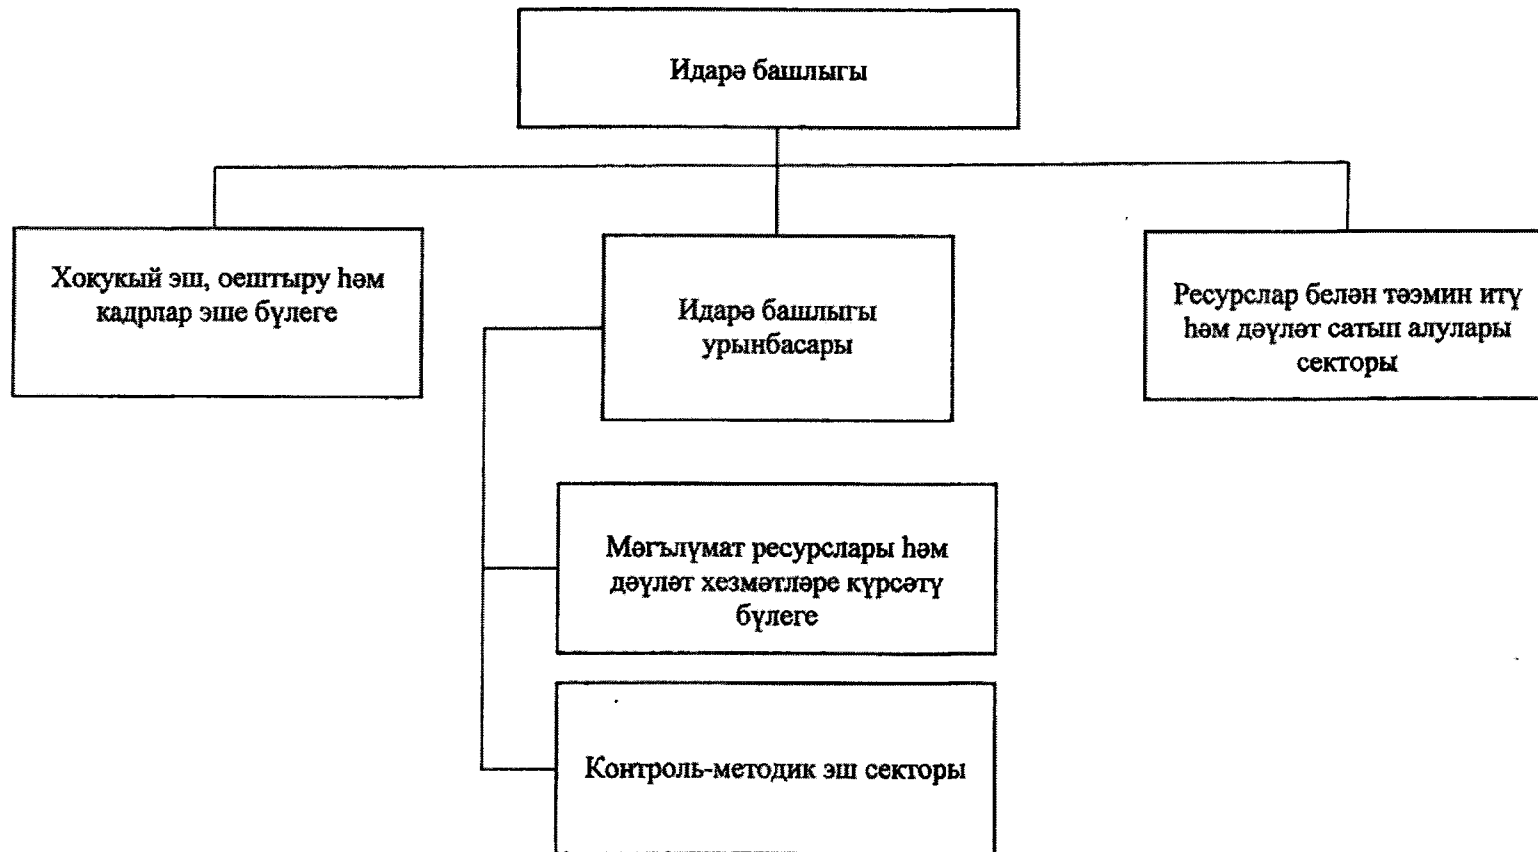 Идарә башлыгы
Хокукый эш, оештыру һәм
кадрлар эше бүлеге
Идарә башлыгы
урынбасары
Ресурслар белән тәэмин итү
һәм дәүләт сатып алулары
секторы
Мәгълүмат ресурслары һәм
дәүләт хезмәтләре күрсәтү
бүлеге
Контроль-методик эш секторы